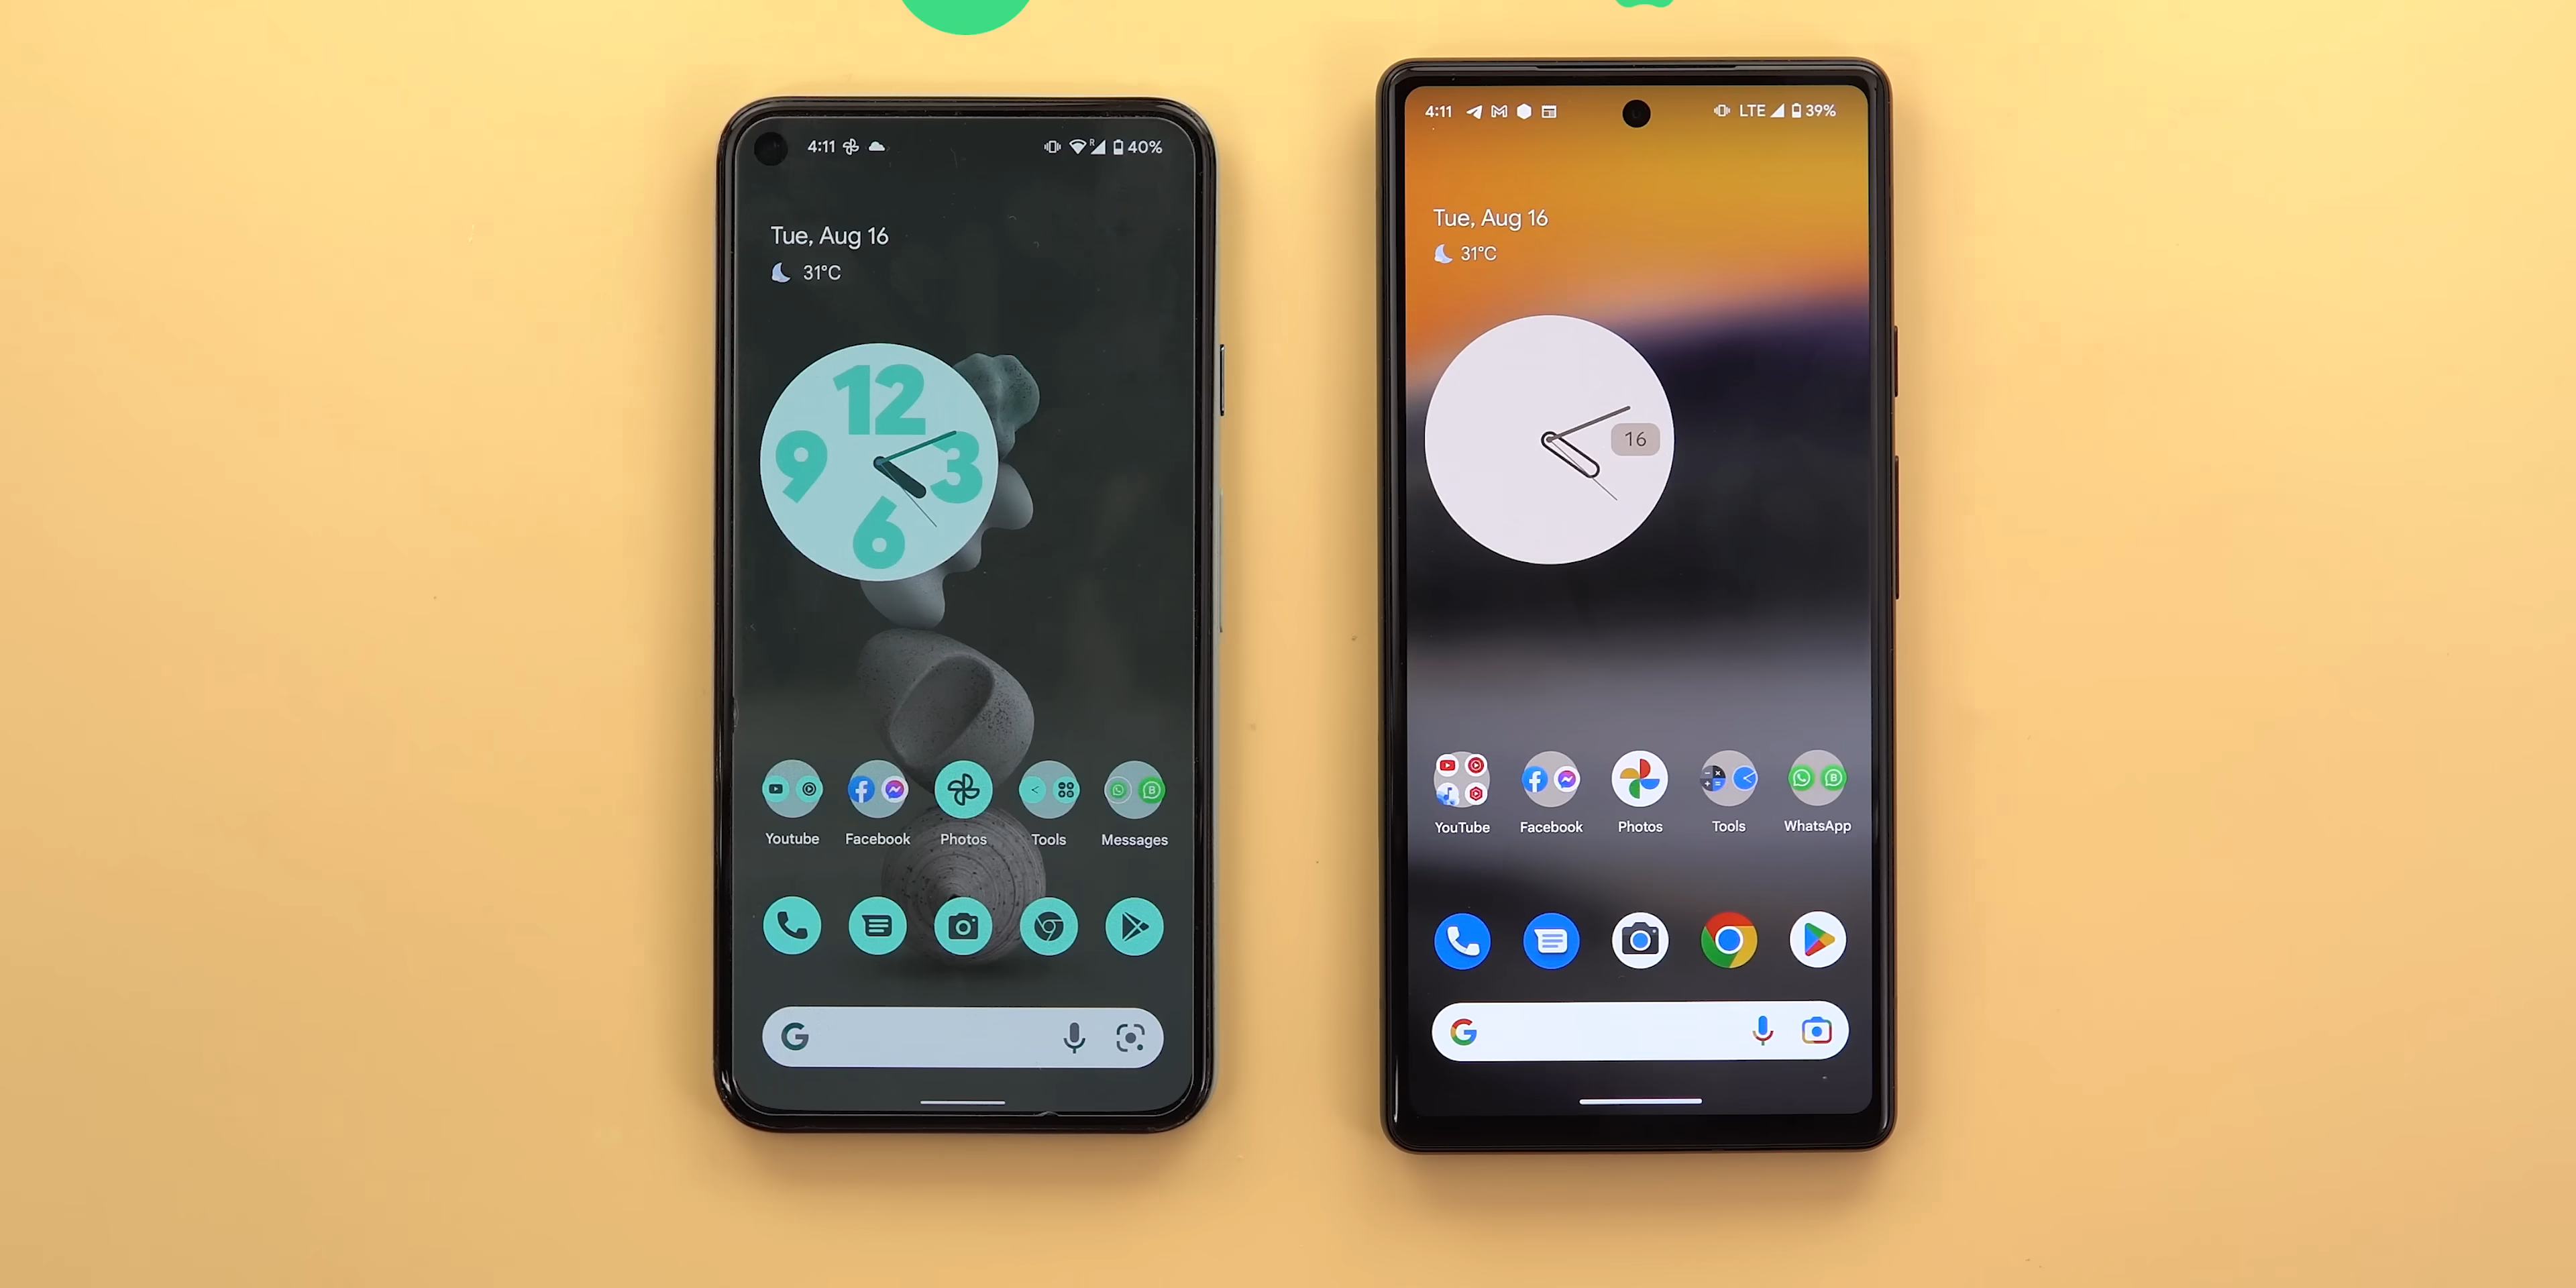 4:11
R
40%
Tue, Aug 16
31°C
12
9
3
6
Youtube
Facebook
Photos
Tools
Messages
G
4:11
LTE
39%
Tue, Aug 16
31°C
16
YouTube
Facebook
Photos
Tools
WhatsApp
G